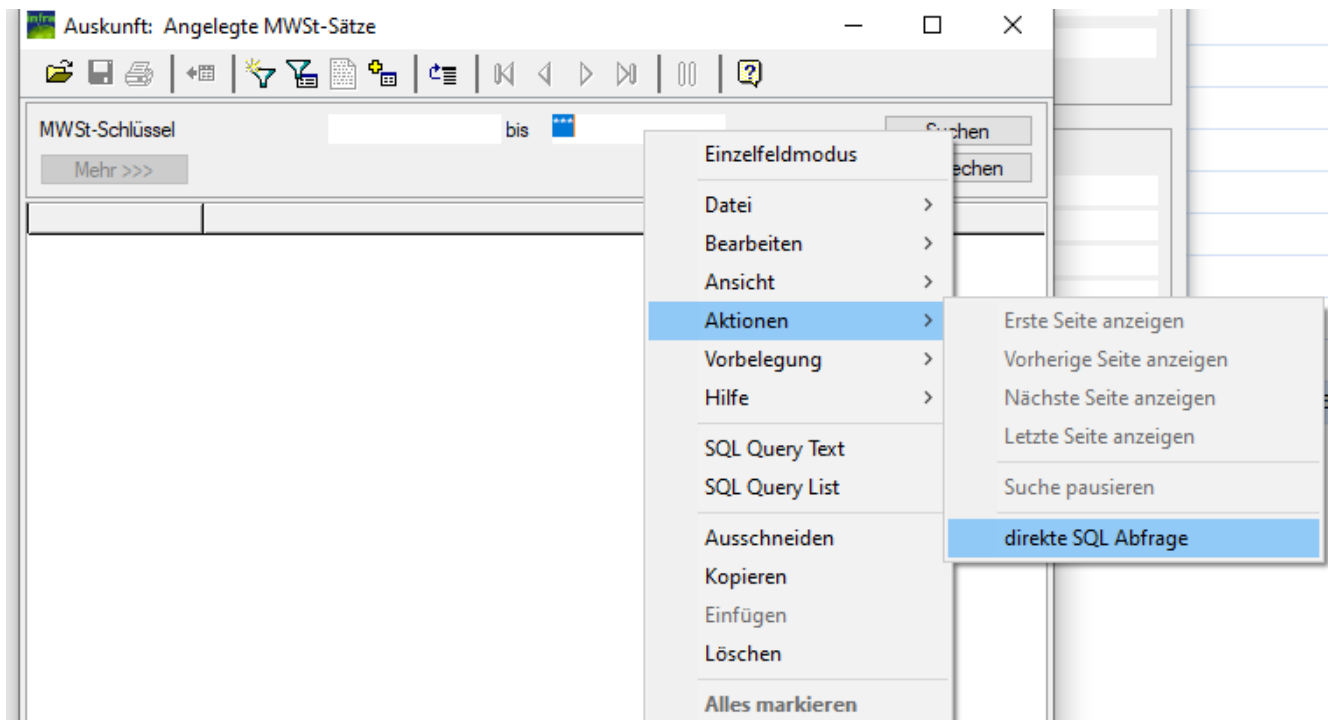 Auskunft: Angelegte MWSt-Sätze
MWSt-Schlüssel
bis
***
Mehr >>>
Einzelfeldmodus
Datei
Bearbeiten
Ansicht
Aktionen
Vorbelegung
Hilfe
SQL Query Text
SQL Query List
Ausschneiden
Kopieren
Einfügen
Löschen
Alles markieren
Erste Seite anzeigen
Vorherige Seite anzeigen
Nächste Seite anzeigen
Letzte Seite anzeigen
Suche pausieren
direkte SQL Abfrage